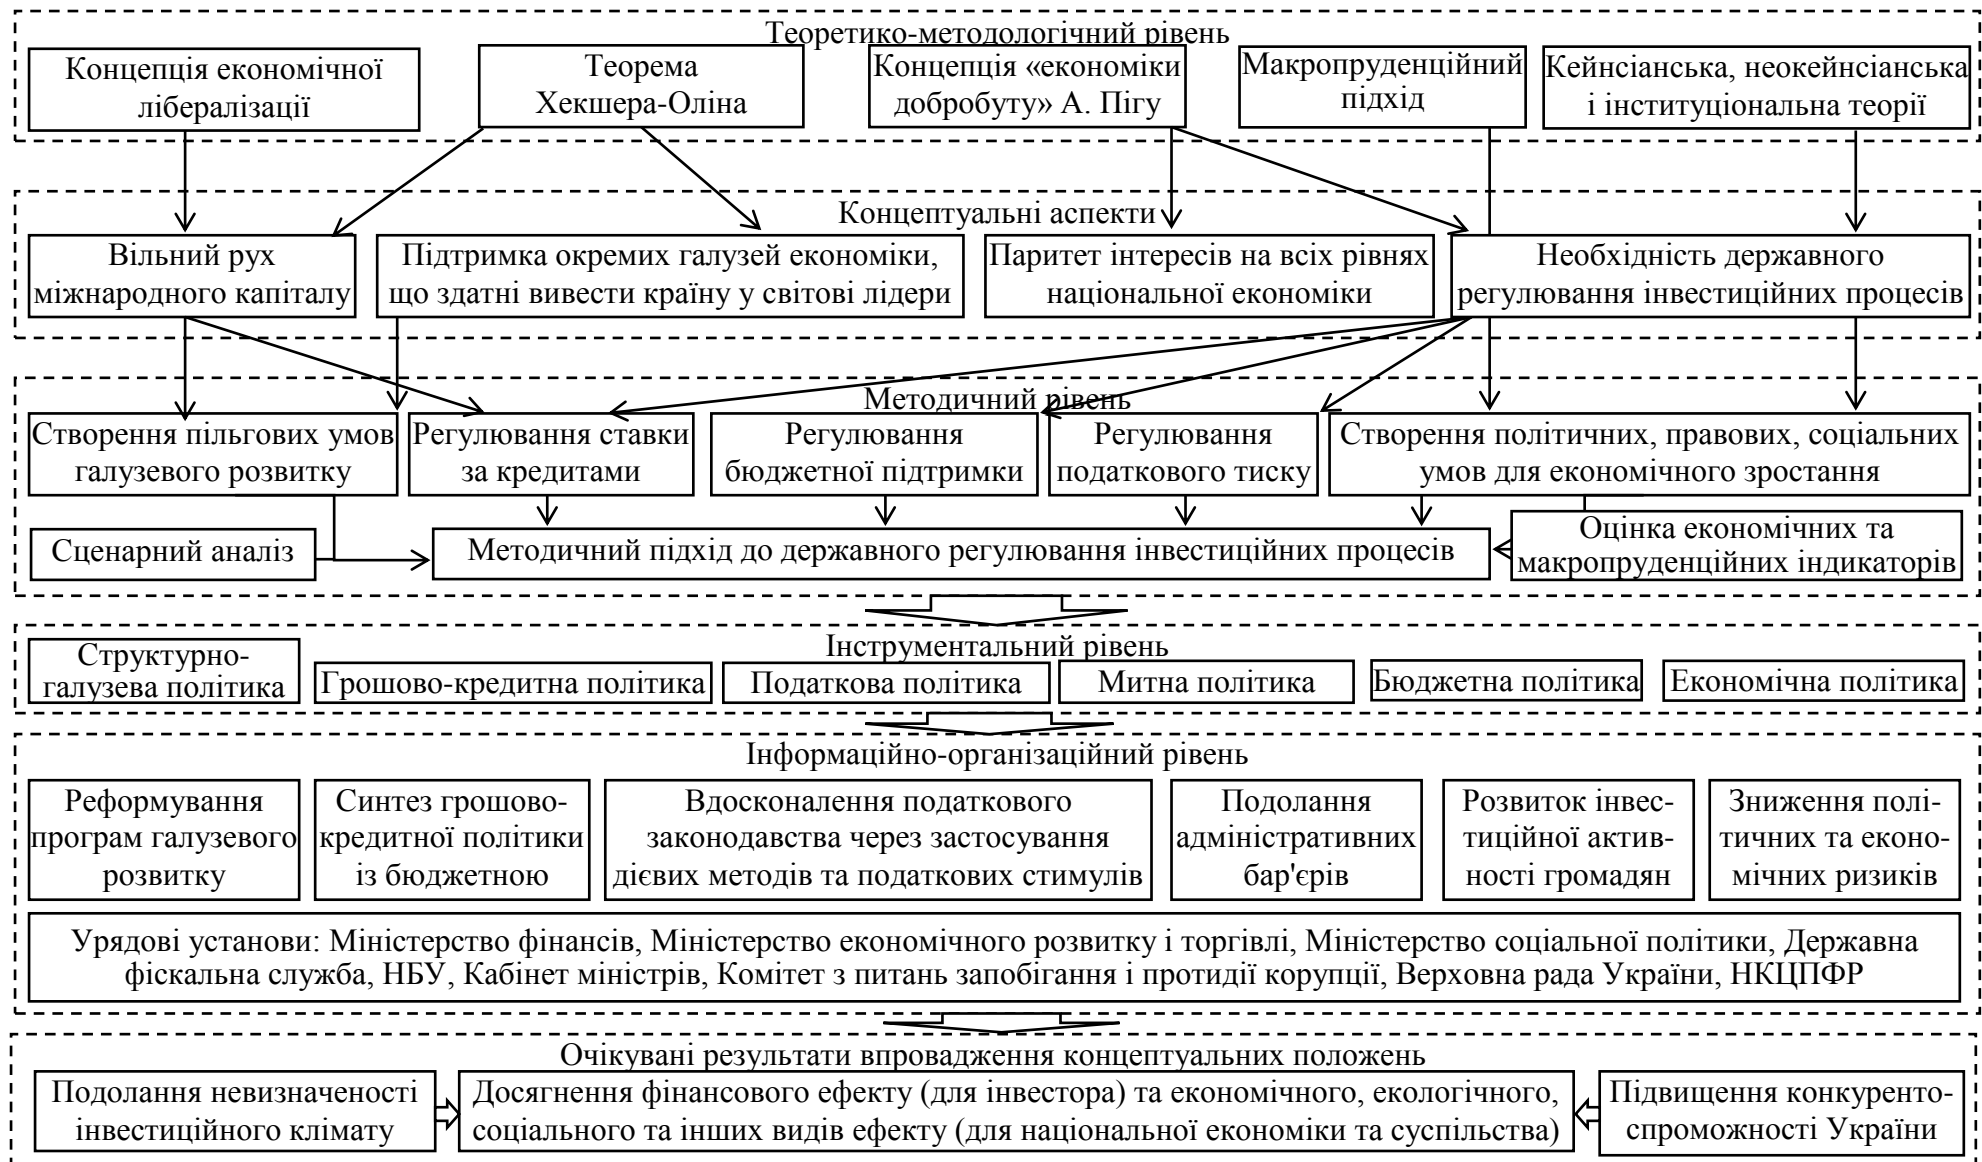 Теоретико-методологічний рівень
Концепція економічної
лібералізації
Теорема
Хекшера-Оліна
Концепція «економіки
добробуту» А. Пігу
Макропруденційний
підхід
Кейнсіанська, неокейнсіанська
і інституціональна теорії
Концептуальні аспекти
Вільний рух
міжнародного капіталу
Підтримка окремих галузей економіки,
що здатні вивести країну у світові лідери
Паритет інтересів на всіх рівнях
національної економіки
Необхідність державного
регулювання інвестиційних процесів
Методичний рівень
Створення пільгових умов
галузевого розвитку
Регулювання ставки
за кредитами
Регулювання
бюджетної підтримки
Регулювання
податкового тиску
Створення політичних, правових, соціальних
умов для економічного зростання
Сценарний аналіз
Методичний підхід до державного регулювання інвестиційних процесів
Оцінка економічних та
макропруденційних індикаторів
Інструментальний рівень
Структурно-
галузева політика
Грошово-кредитна політика
Податкова політика
Митна політика
Бюджетна політика
Економічна політика
Інформаційно-організаційний рівень
Реформування
програм галузевого
розвитку
Синтез грошово-
кредитної політики
із бюджетною
Вдосконалення податкового
законодавства через застосування
дієвих методів та податкових стимулів
Подолання
адміністративних
бар'єрів
Розвиток інвес-
тиційної актив-
ності громадян
Зниження полі-
тичних та еконо-
мічних ризиків
Урядові установи: Міністерство фінансів, Міністерство економічного розвитку і торгівлі, Міністерство соціальної політики, Державна
фіскальна служба, НБУ, Кабінет міністрів, Комітет з питань запобігання і протидії корупції, Верховна рада України, НКЦПФР
Очікувані результати впровадження концептуальних положень
Подолання невизначеності
інвестиційного клімату
Досягнення фінансового ефекту (для інвестора) та економічного, екологічного,
соціального та інших видів ефекту (для національної економіки та суспільства)
Підвищення конкуренто-
спроможності України